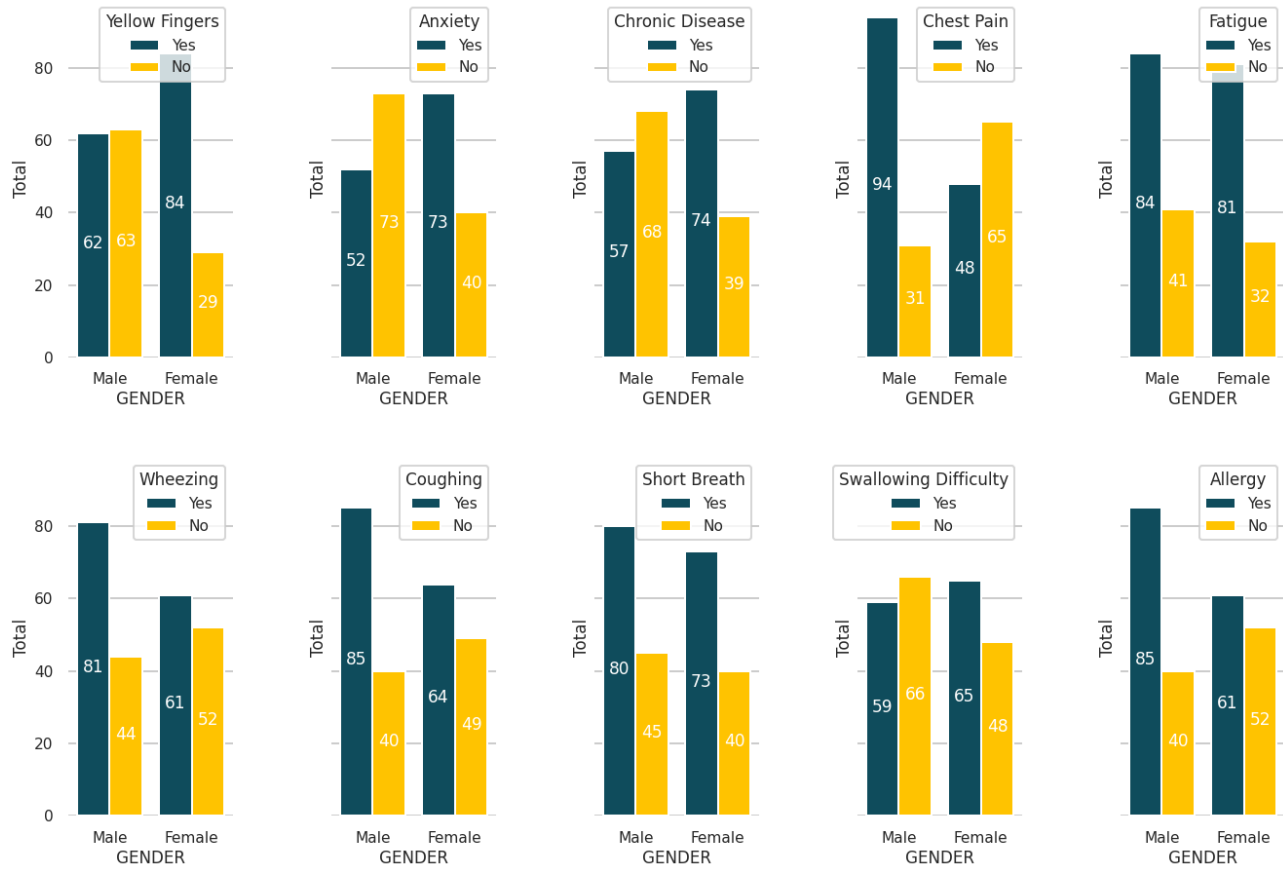 Yellow Fingers
Yes
No
80
60
40
20
0
Total
62
63
84
29
Male Female
GENDER
Anxiety
Yes
No
Total
52
73
73
40
Male Female
GENDER
Chronic Disease
Yes
No
Total
57
68
74
39
Male Female
GENDER
Chest Pain
Yes
No
Total
94
31
48
65
Male Female
GENDER
Fatigue
Yes
No
Total
84
41
81
32
Male Female
GENDER
Wheezing
Yes
No
80
60
40
20
0
Total
81
44
61
52
Male Female
GENDER
Coughing
Yes
No
Total
85
40
64
49
Male Female
GENDER
Short Breath
Yes
No
Total
80
45
73
40
Male Female
GENDER
Swallowing Difficulty
Yes
No
Total
59
66
65
48
Male Female
GENDER
Allergy
Yes
No
Total
85
40
61
52
Male Female
GENDER